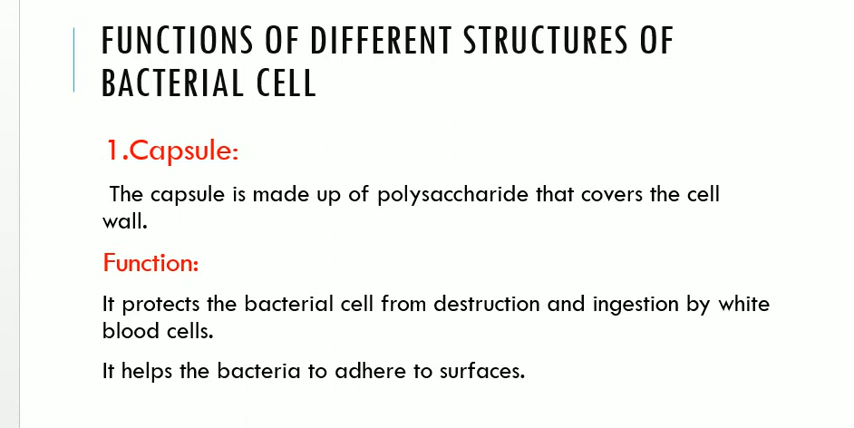 FUNCTIONS OF DIFFERENT STRUCTURES OF
BACTERIAL CELL
1.Capsule:
The capsule is made up of polysaccharide that covers the cell
wall.
Function:
It protects the bacterial cell from destruction and ingestion by white
blood cells.
It helps the bacteria to adhere to surfaces.